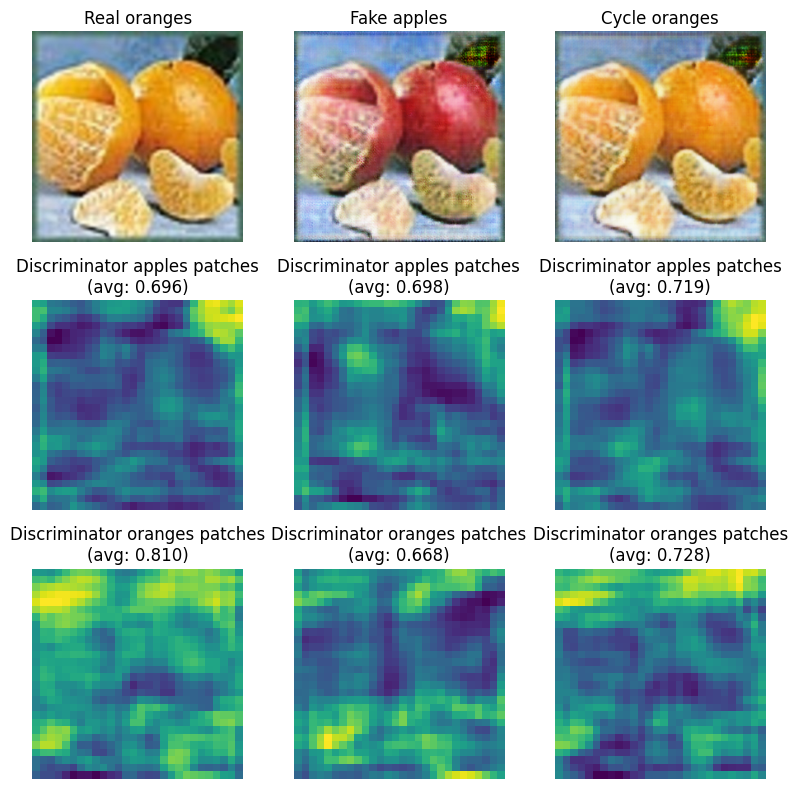 Real oranges
Fake apples
Cycle oranges
Discriminator apples patches
(avg: 0.696)
Discriminator apples patches
(avg: 0.698)
Discriminator apples patches
(avg: 0.719)
Discriminator oranges patches
(avg: 0.810)
Discriminator oranges patches
(avg: 0.668)
Discriminator oranges patches
(avg: 0.728)